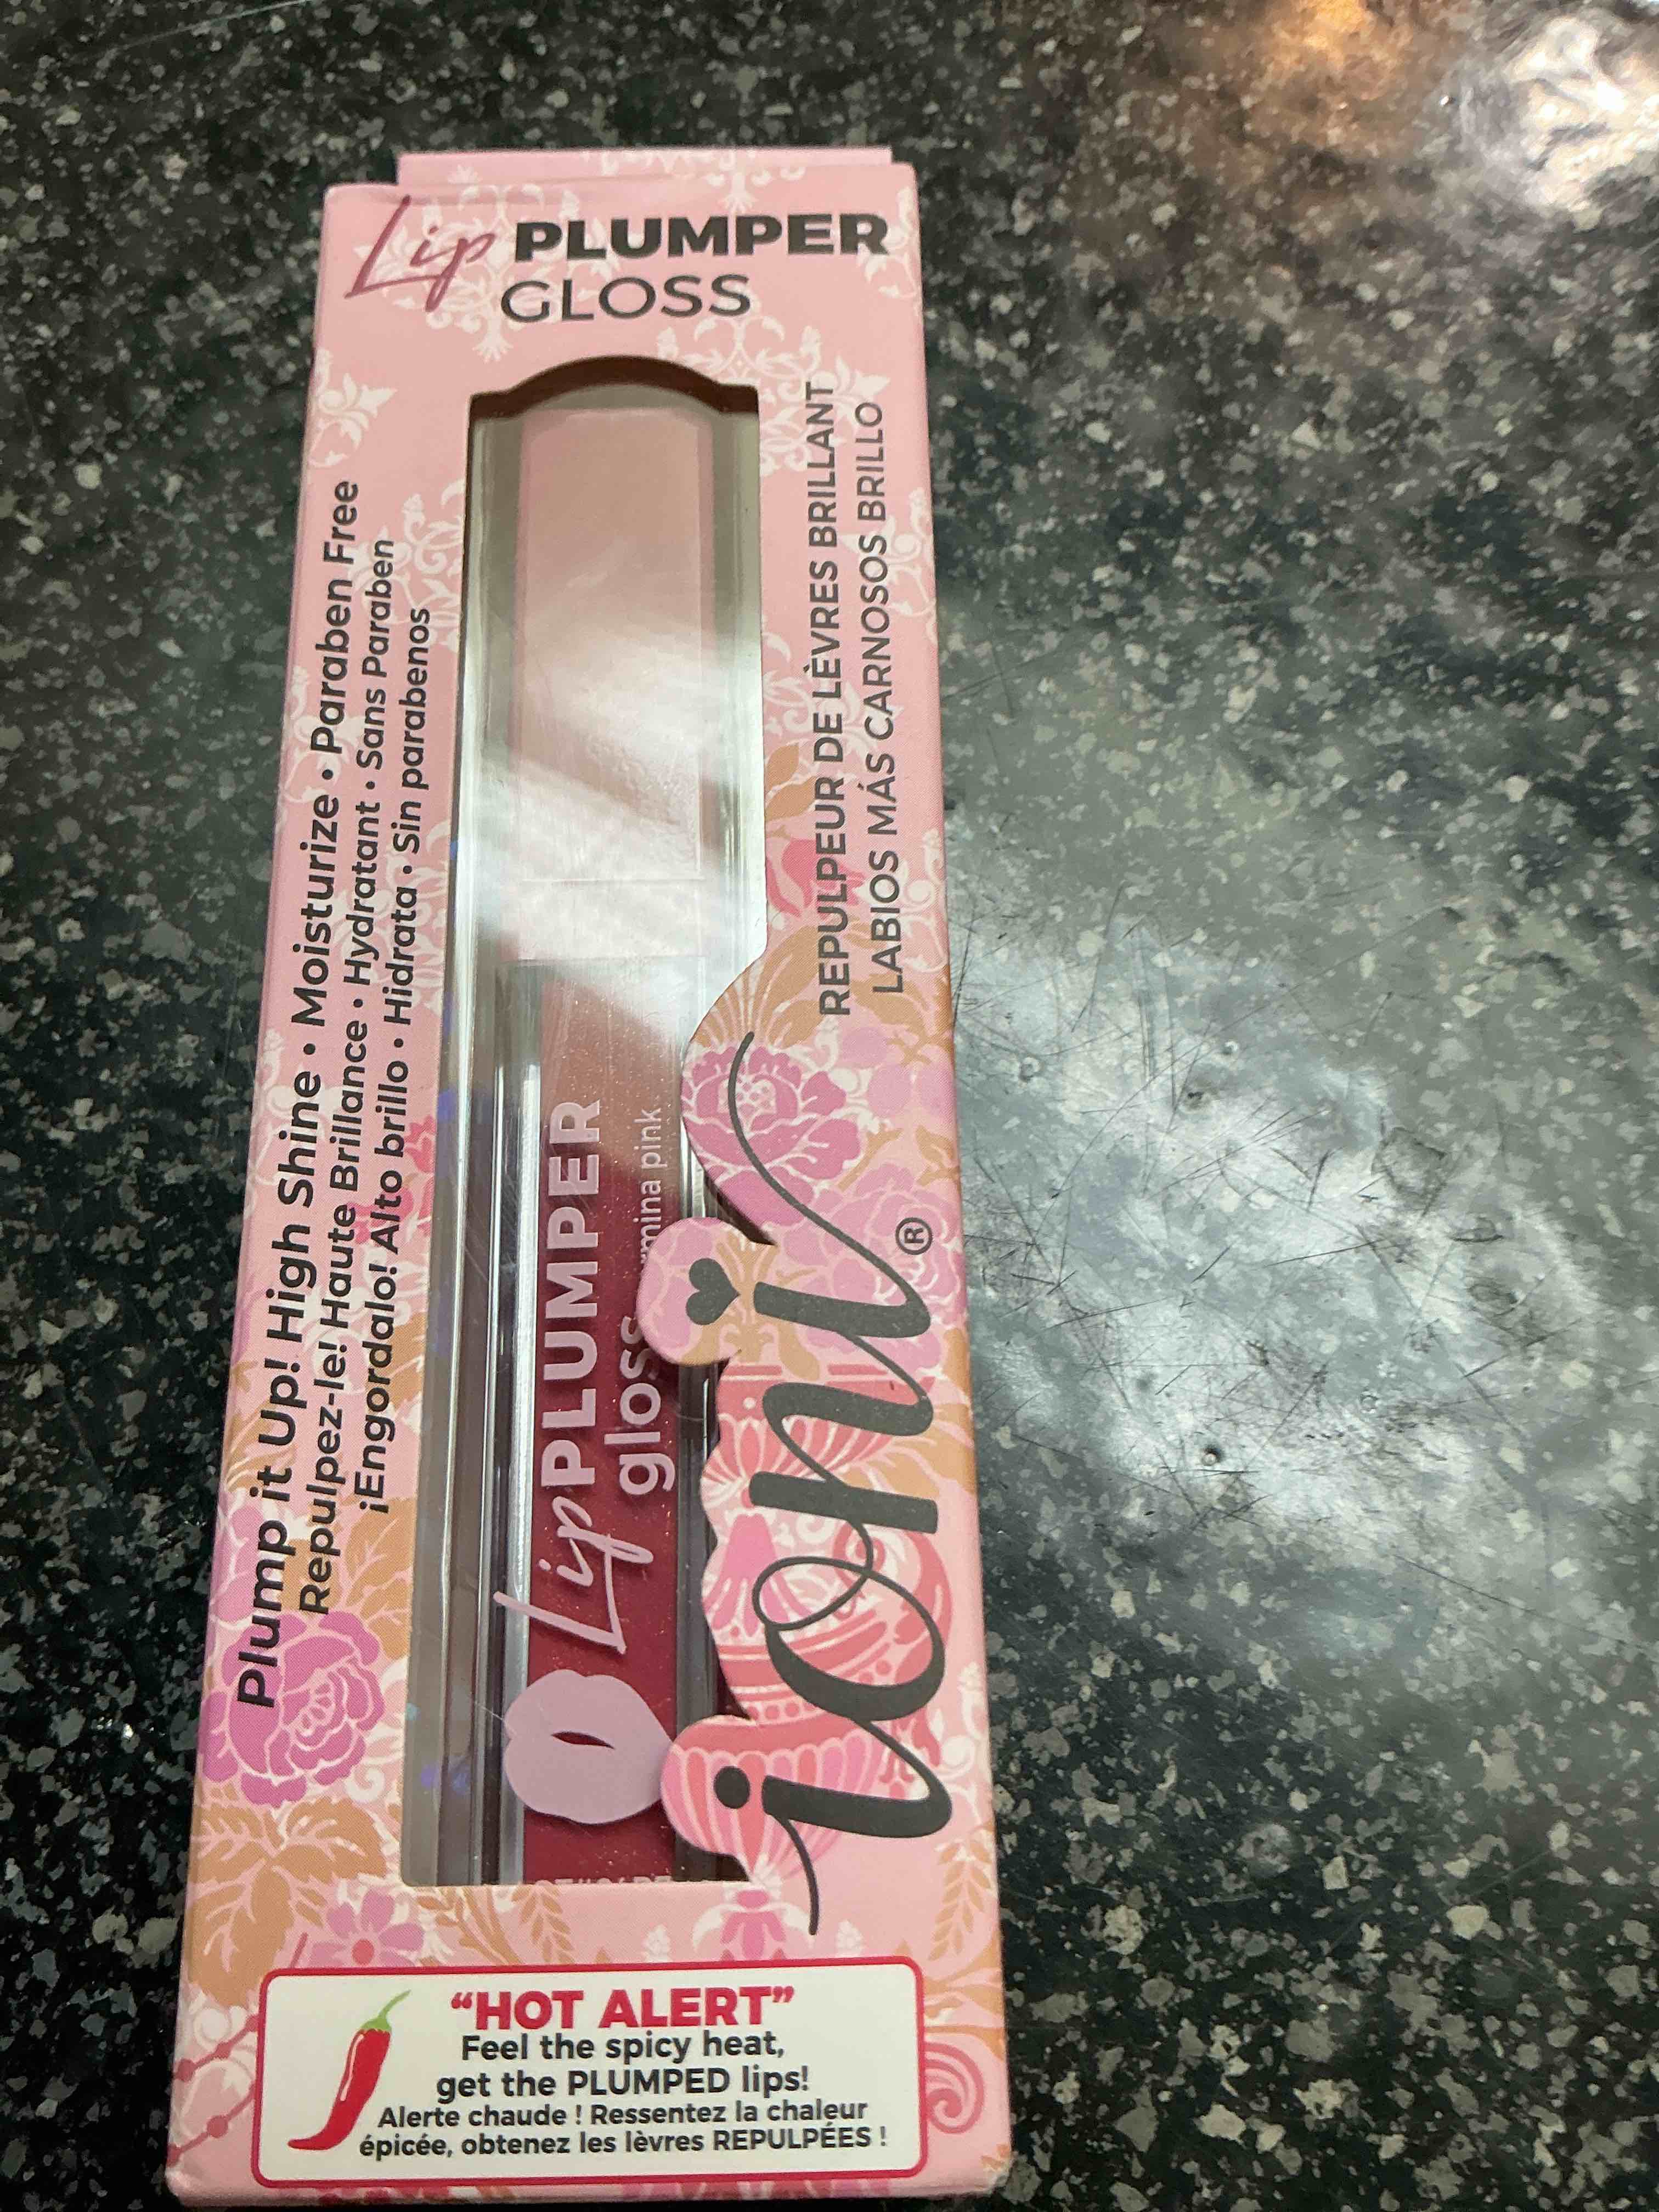 Lip PLUMPER
GLOSS
Plump it Up! High Shine • Moisturize • Paraben Free
Repulpez-le! Haute Brillance • Hydratant • Sans Paraben
¡Engordalo! Alto brillo • Hidrata • Sin parabenos
REPULPEUR DE LÈVRES BRILLANT
LABIOS MÁS CARNOSOS BRILLO
Lip PLUMPER
gloss
pink
ioni®
"HOT ALERT"
Feel the spicy heat,
get the PLUMPED lips!
Alerte chaude ! Ressentez la chaleur
épicée, obtenez les lèvres REPULPÉES !